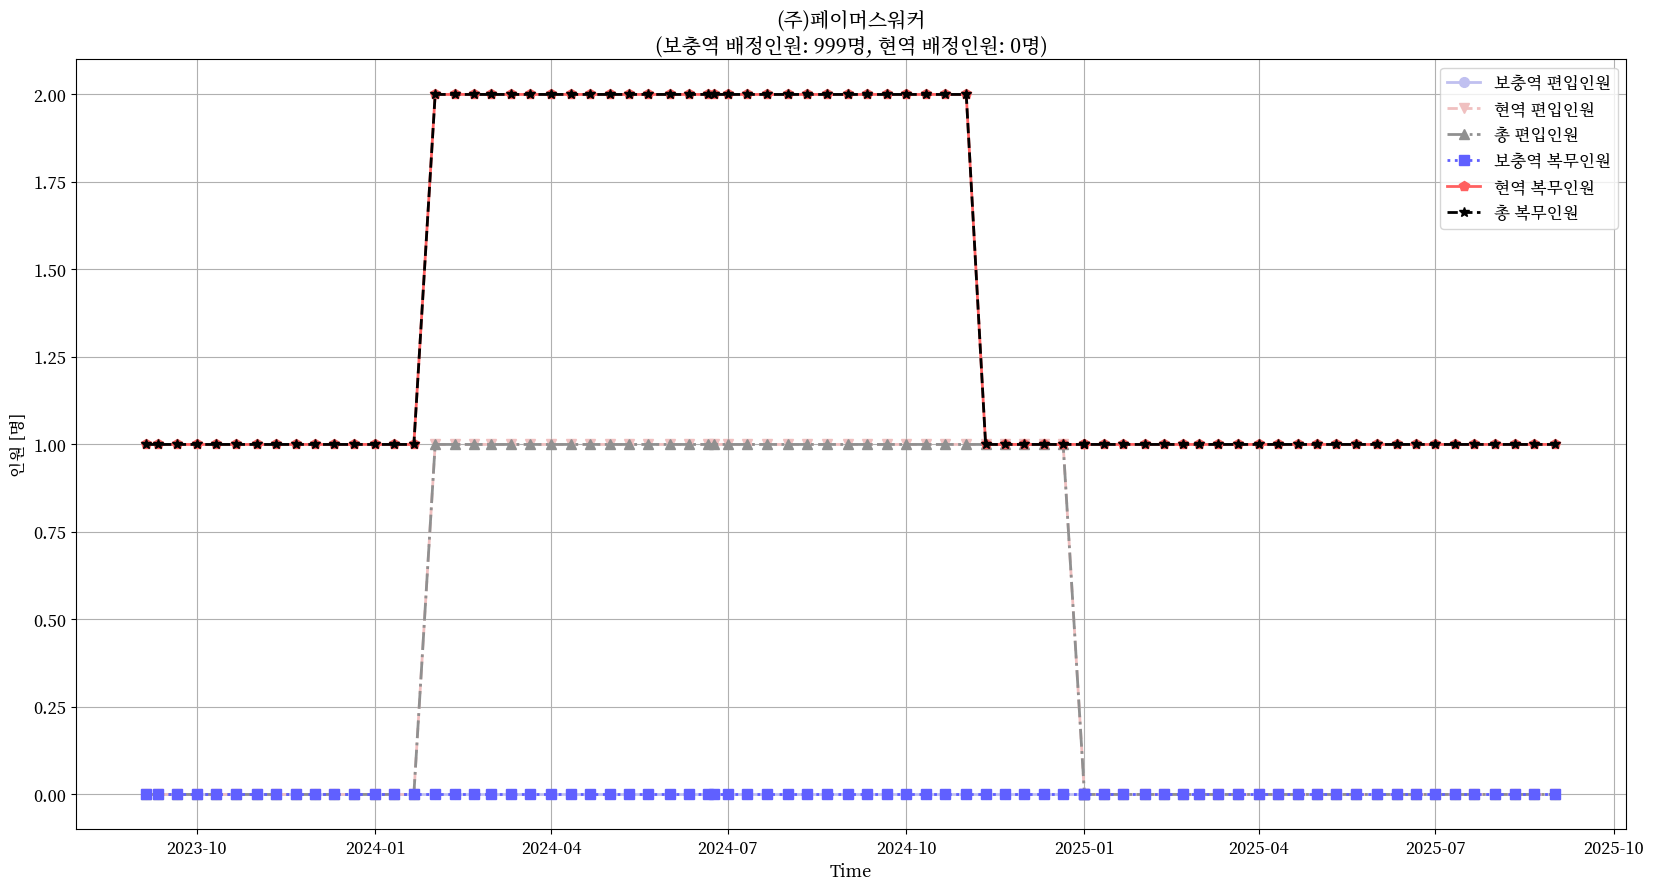 (주)페이머스워커
(보충역 배정인원: 999명, 현역 배정인원: 0명)
보충역 편입인원
현역 편입인원
총 편입인원
보충역 복무인원
현역 복무인원
총 복무인원
인원 [명]
2.00
1.75
1.50
1.25
1.00
0.75
0.50
0.25
0.00
2023-10
2024-01
2024-04
2024-07
2024-10
2025-01
2025-04
2025-07
2025-10
Time